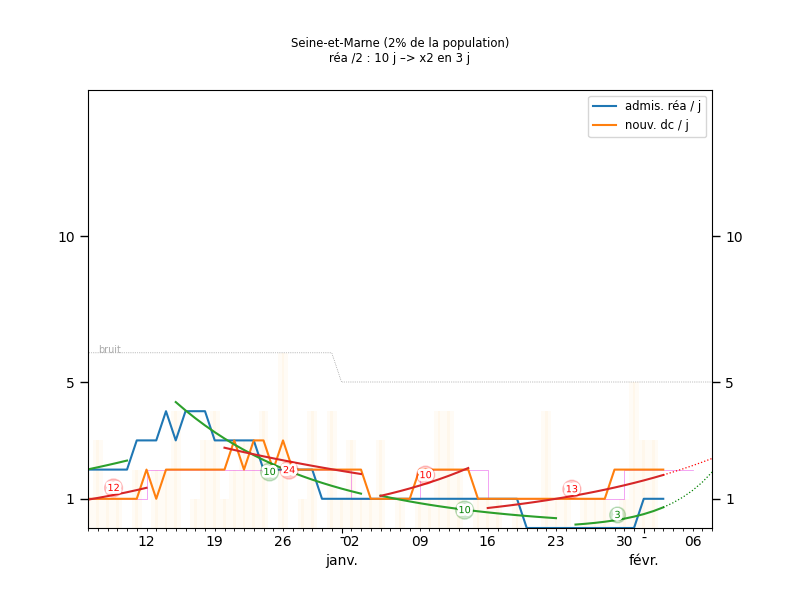 Seine-et-Marne (2% de la population)
réa /2 : 10 j –> x2 en 3 j
admis. réa / j
nouv. dc / j
10 10
bruit
5 5
12 10 24 10 10 13 3
1 1
12 19 26 02 09 16 23 30 06
janv. févr.